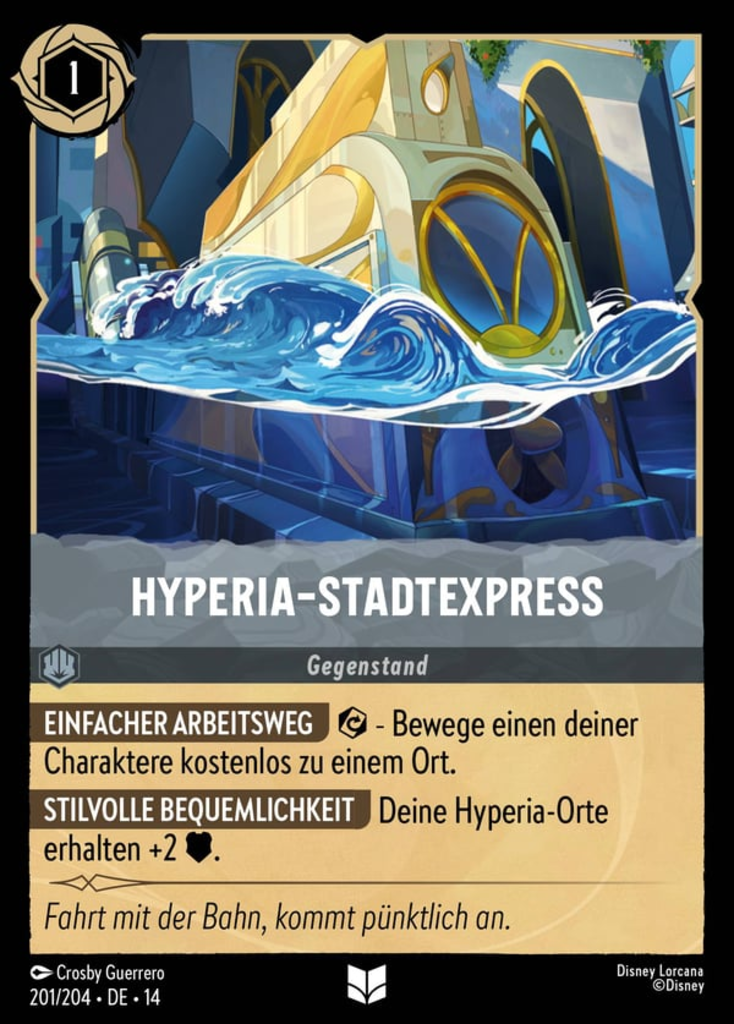 1
HYPERIA-STADTEXPRESS
Gegenstand
EINFACHER ARBEITSWEG - Bewege einen deiner
Charaktere kostenlos zu einem Ort.
STILVOLLE BEQUEMLICHKEIT Deine Hyperia-Orte
erhalten +2 .
Fahrt mit der Bahn, kommt pünktlich an.
Crosby Guerrero
201/204 • DE • 14
Disney Lorcana
©Disney